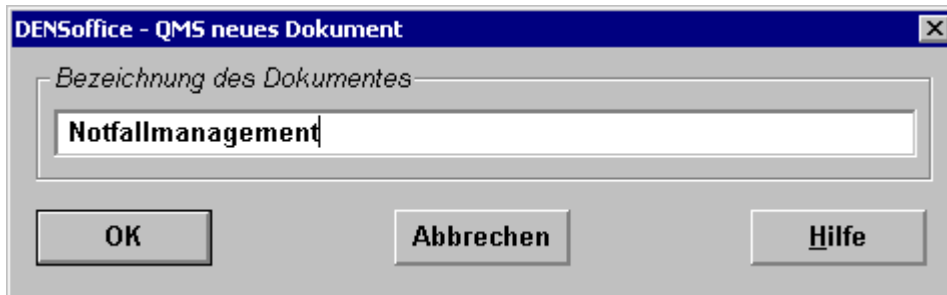 DENSoffice - QMS neues Dokument
Bezeichnung des Dokumentes
Notfallmanagement
OK Abbrechen Hilfe